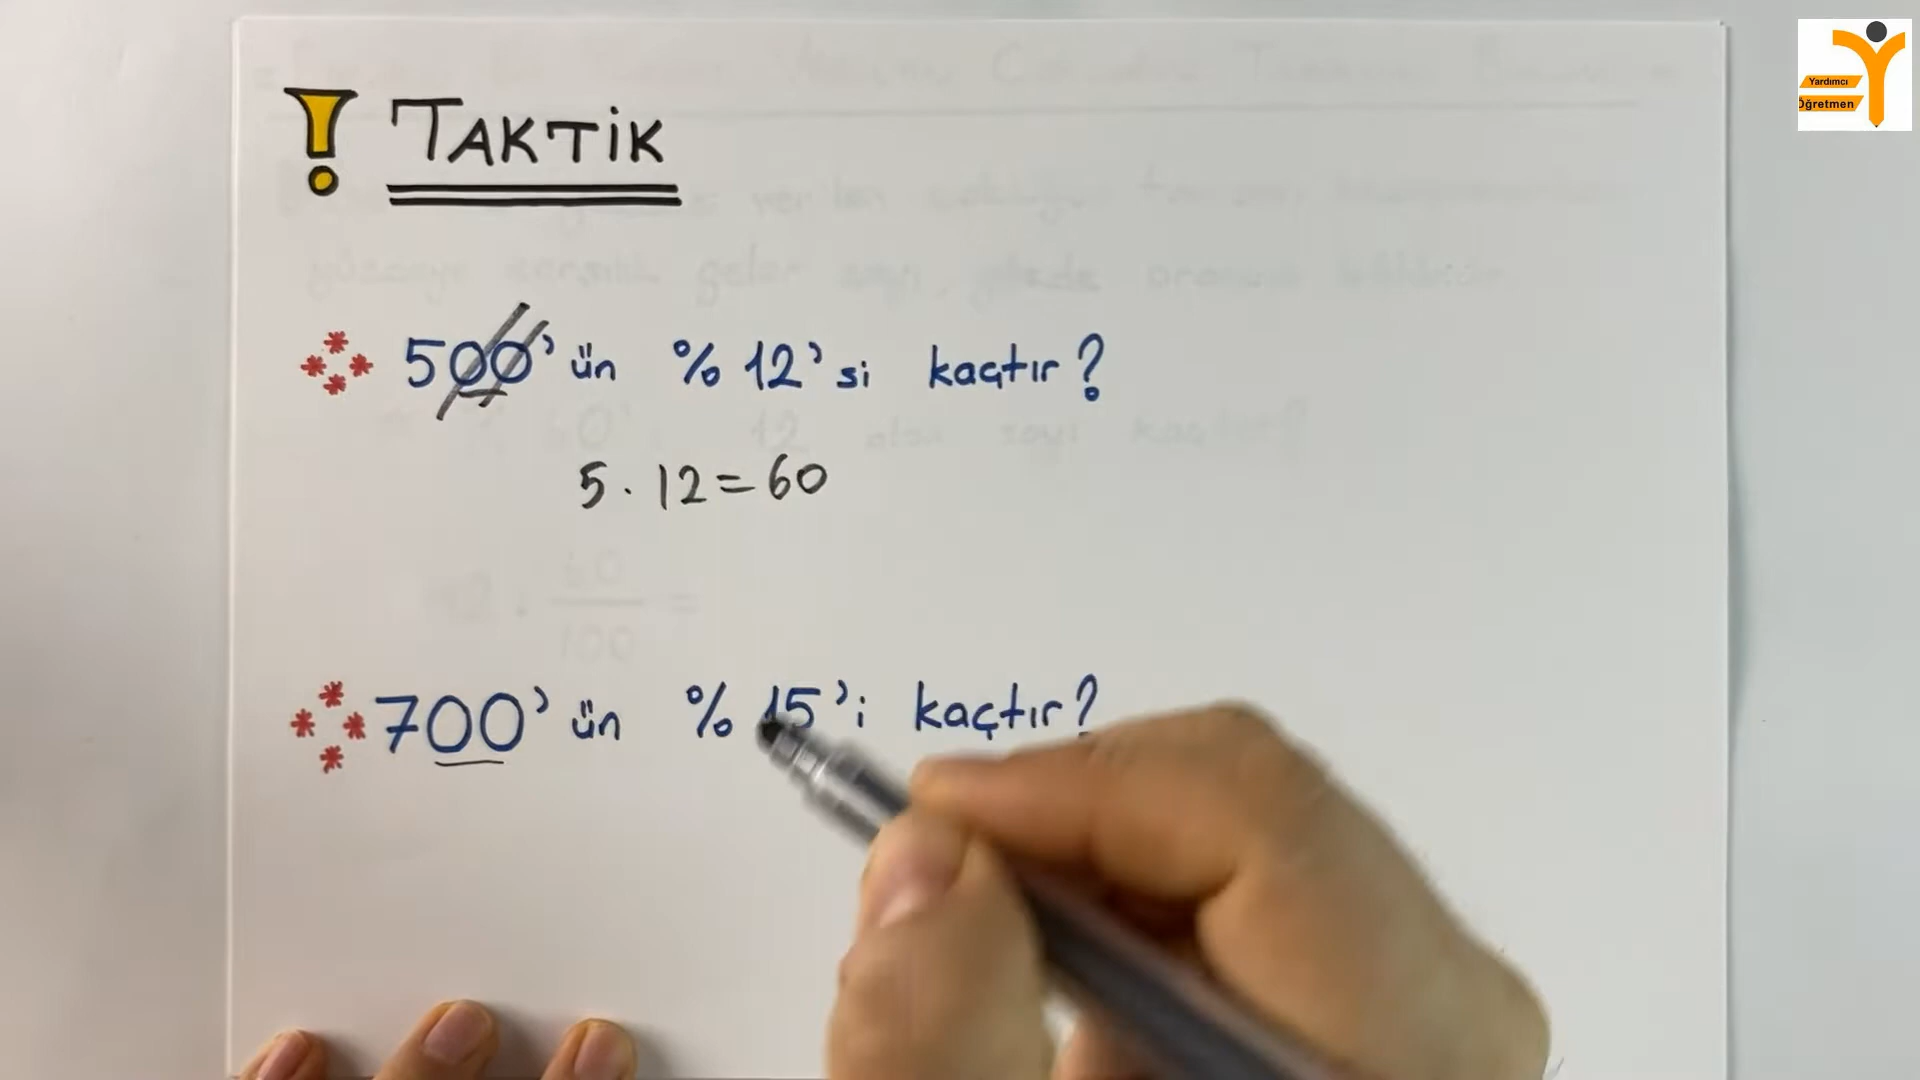 Yardımcı
Öğretmen
! TAKTİK
500'ün %12'si kaçtır?
5 . 12 = 60
700'ün %15'i kaçtır?